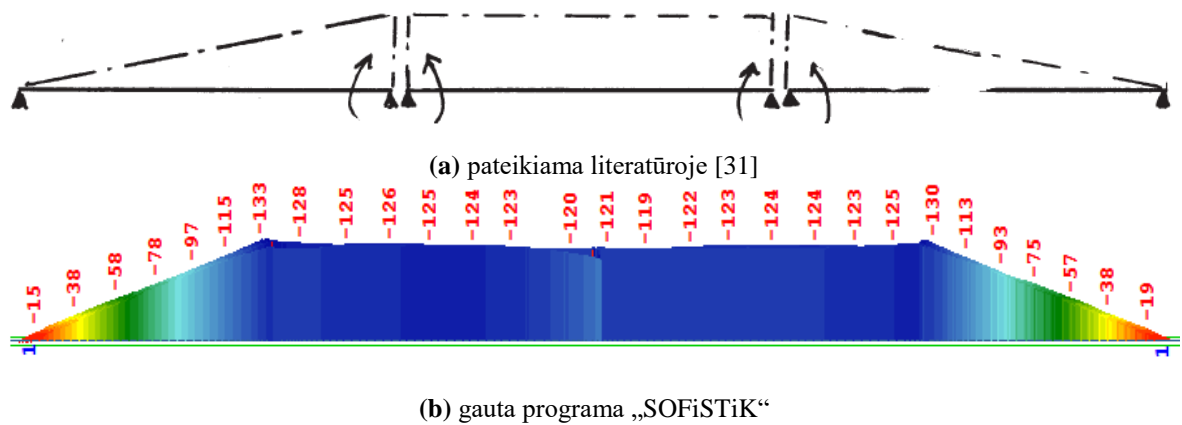 (a) pateikiama literatūroje [31]
-15 -38 -58 -78 -97 -115 -133 -128 -125 -126 -125 -124 -123 -120 -121 -119 -122 -123 -124 -124 -123 -125 -130 -113 -93 -75 -57 -38 -19
1 1
(b) gauta programa „SOFiSTiK“